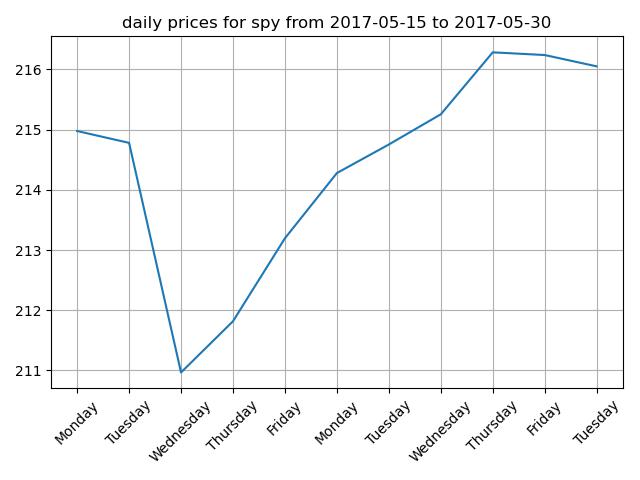 daily prices for spy from 2017-05-15 to 2017-05-30
216
215
214
213
212
211
Monday
Tuesday
Wednesday
Thursday
Friday
Monday
Tuesday
Wednesday
Thursday
Friday
Tuesday